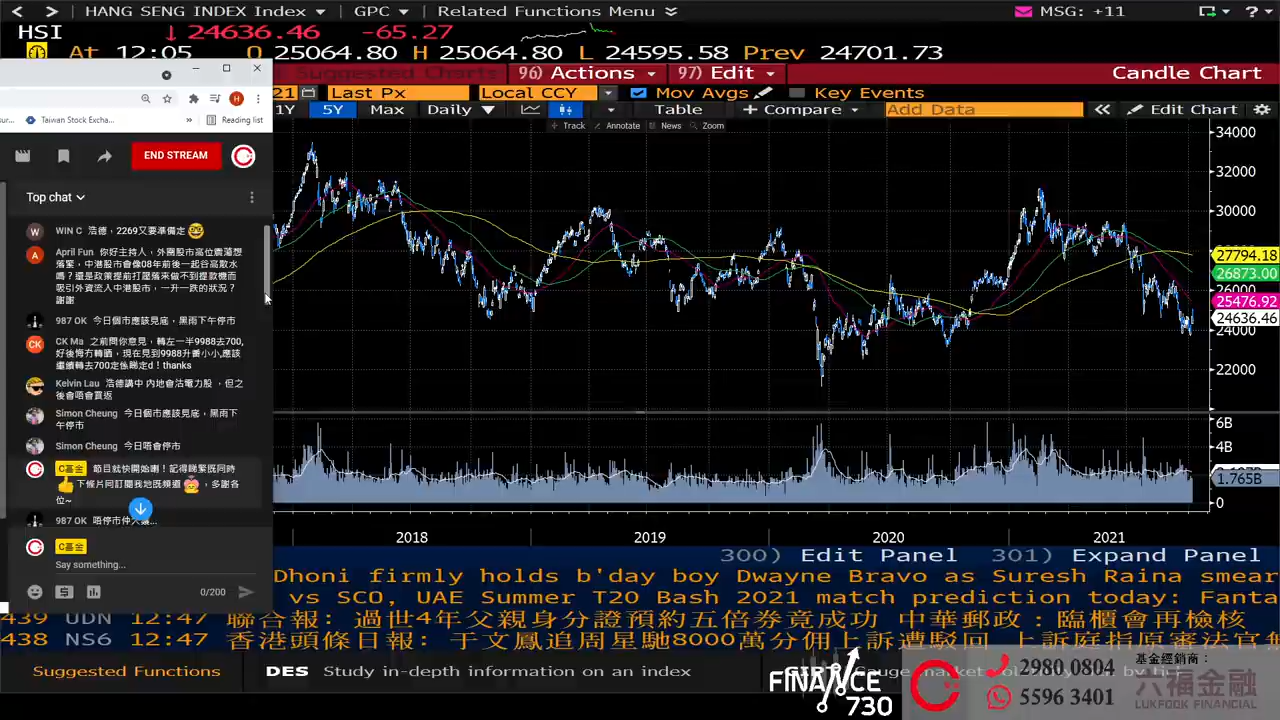 HANG SENG INDEX Index
GPC
Related Functions Menu
MSG: +11
HSI
24636.46
-65.27
At 12:05 O 25064.80 H 25064.80 L 24595.58 Prev 24701.73
Suggested Charts
96) Actions
97) Edit
Candle Chart
21
Last Px
Local CCY
Mov Avgs
Key Events
1Y
5Y
Max
Daily
Table
+ Compare
Add Data
Edit Chart
Track
Annotate
News
Zoom
Taiwan Stock Excha...
Reading list
END STREAM
Top chat
WIN C 浩德，2269又要準備走
April Fun 你好主持人，外圍股市高位震蕩想
落緊，中港股市會像08年前後一起谷高散水
嗎？還是政策提前打壓落來做不到提款機而
吸引外資流入中港股市，一升一跌的狀況？
謝謝
987 OK 今日個市應該見底，黑雨下午停市
CK Ma 之前問你意見，轉左一半9988去700,
好後悔冇轉晒，現在見到9988升番小小,應該
繼續轉去700定係睇定d！thanks
Kelvin Lau 浩德講中 內地會沽電力股 ，但之
後會唔會買返
Simon Cheung 今日個市應該見底，黑雨下
午停市
Simon Cheung 今日唔會停市
C基金 節目就快開始喇！記得睇緊既同時
下條片同訂閱我地既頻道，多謝各
位~
987 OK 唔停市仲
C基金
Say something...
0/200
34000
32000
30000
27794.18
26873.00
26000
25476.92
24636.46
24000
22000
6B
4B
1.765B
0
2018
2019
2020
2021
300) Edit Panel
301) Expand Panel
Dhoni firmly holds b'day boy Dwayne Bravo as Suresh Raina smear
vs SCO, UAE Summer T20 Bash 2021 match prediction today: Fanta
439 UDN 12:47 聯合報: 過世4年父親身分證預約五倍券竟成功 中華郵政：臨櫃會再檢核
438 NS6 12:47 香港頭條日報: 于文鳳追周星馳8000萬分佣上訴遭駁回 上訴庭指原審法官
Suggested Functions
DES Study in-depth information on an index
FINANCE
730
2980 0804
5596 3401
基金經銷商：
六福金融
LUKFOOK FINANCIAL